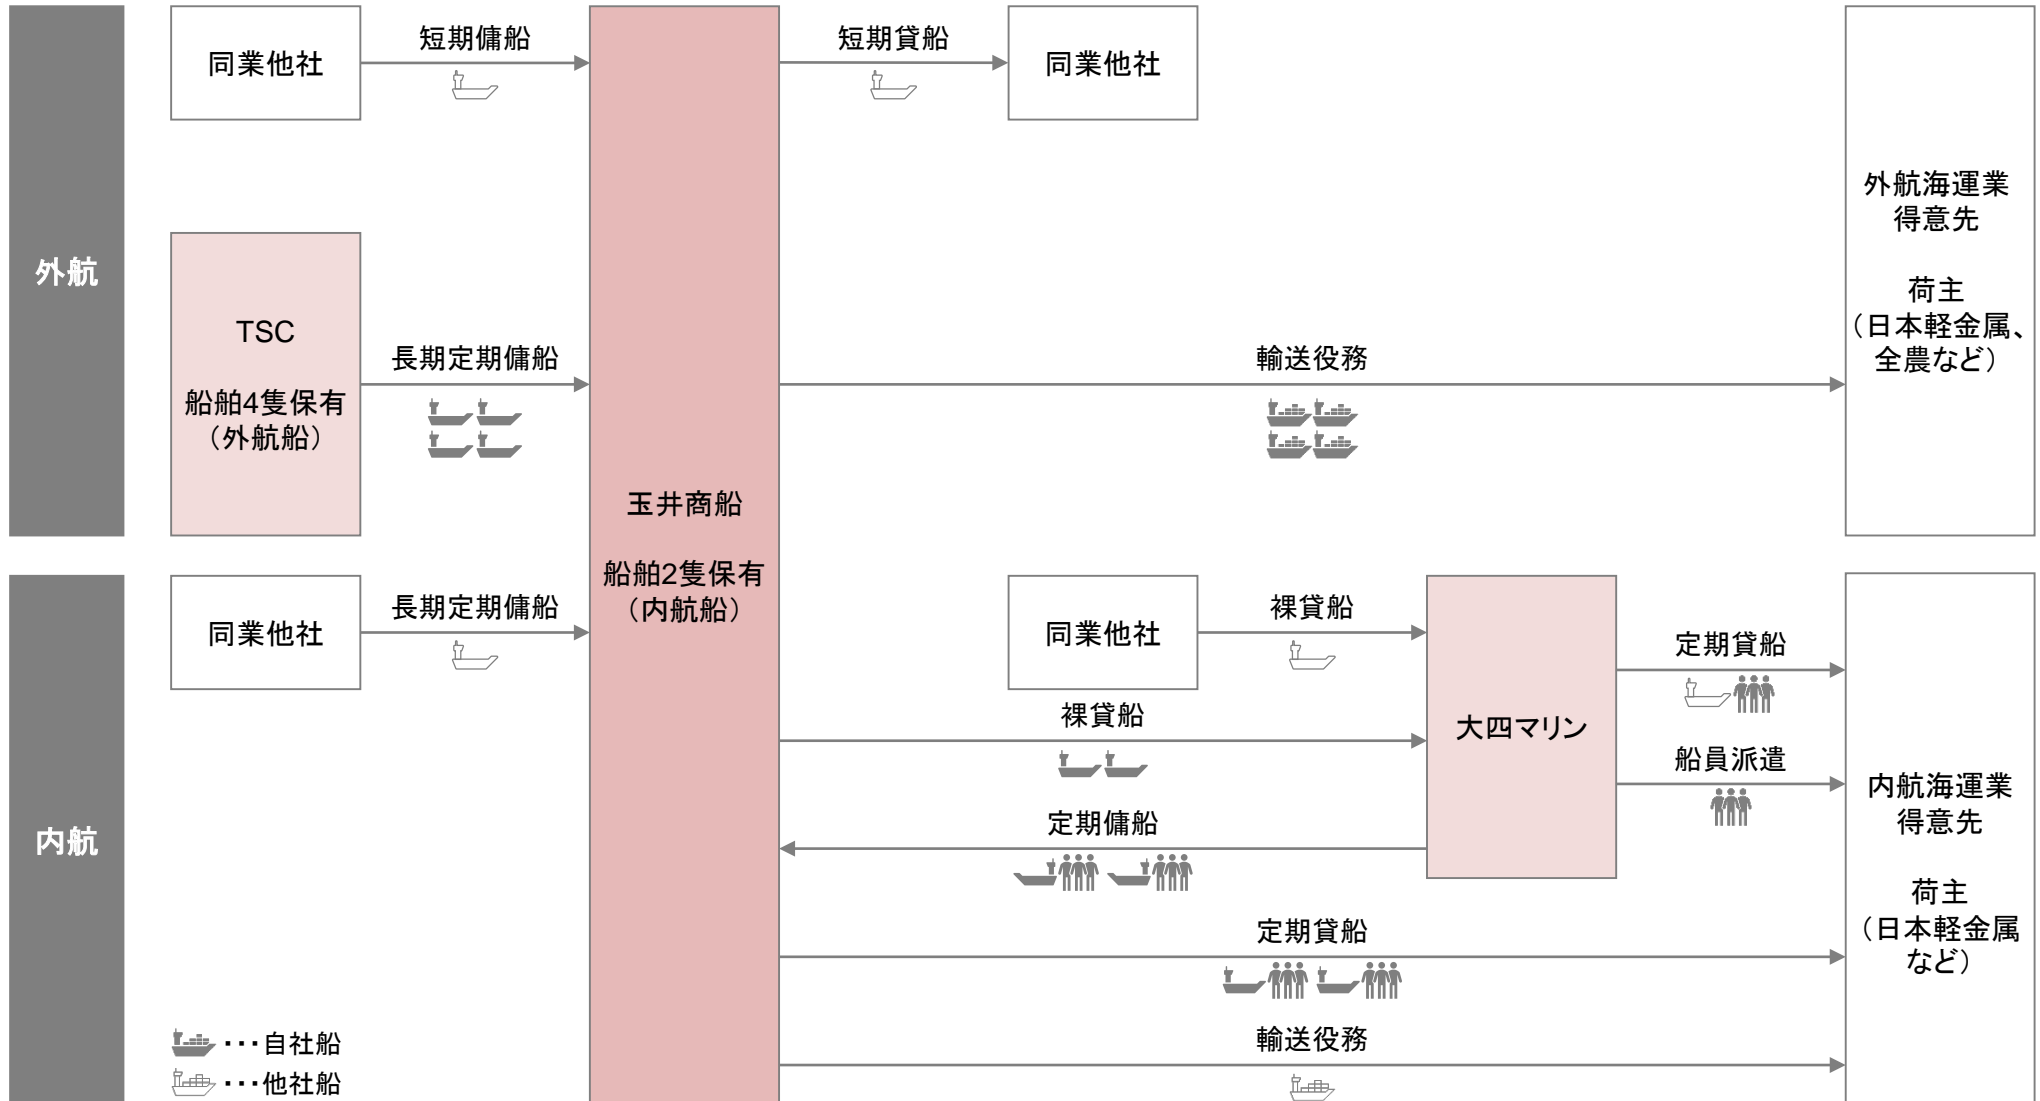 外航
同業他社
短期傭船
短期貸船
同業他社
TSC
船舶4隻保有
（外航船）
長期定期傭船
輸送役務
外航海運業
得意先
荷主
（日本軽金属、
全農など）
玉井商船
船舶2隻保有
（内航船）
内航
同業他社
長期定期傭船
同業他社
裸貸船
裸貸船
定期傭船
大四マリン
定期貸船
船員派遣
定期貸船
輸送役務
内航海運業
得意先
荷主
（日本軽金属
など）
・・・自社船
・・・他社船